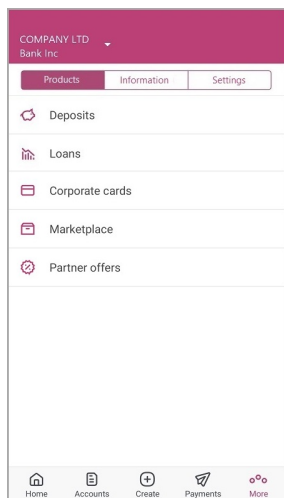 COMPANY LTD
Bank Inc
Products Information Settings
Deposits
Loans
Corporate cards
Marketplace
Partner offers
Home Accounts Create Payments More